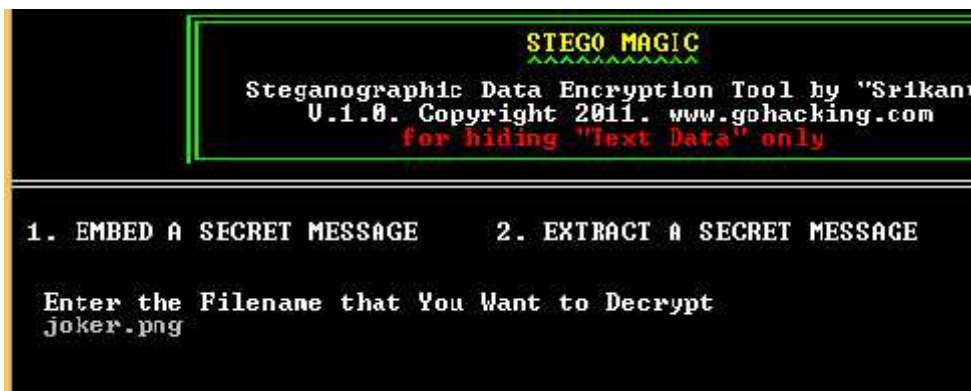 STEGO MAGIC
^^^^^^^^^^^
Steganographic Data Encryption Tool by "Srikan
V.1.0. Copyright 2011. www.gohacking.com
for hiding "Text Data" only
1. EMBED A SECRET MESSAGE 2. EXTRACT A SECRET MESSAGE
Enter the Filename that You Want to Decrypt
joker.png